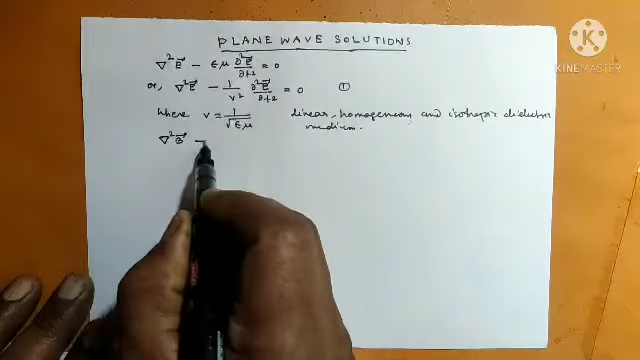 PLANE WAVE SOLUTIONS
∇²E⃗ − εμ ∂²E⃗/∂t² = 0
or, ∇²E⃗ − 1/v² ∂²E⃗/∂t² = 0 ①
where v = 1/√εμ linear, homogeneous and isotropic dielectric
medium.
∇²B⃗ −
KINEMASTER